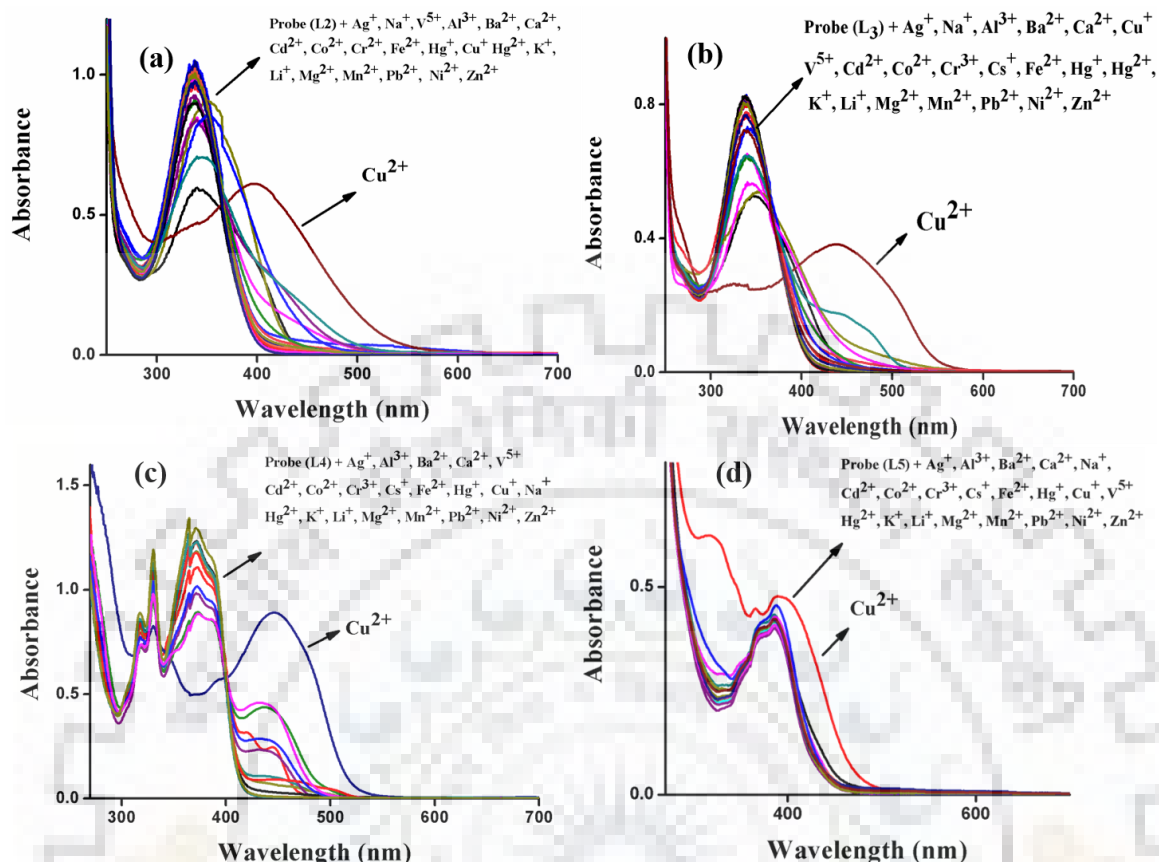 (a)
Probe (L2) + Ag⁺, Na⁺, V⁵⁺, Al³⁺, Ba²⁺, Ca²⁺,
Cd²⁺, Co²⁺, Cr²⁺, Fe²⁺, Hg⁺, Cu⁺ Hg²⁺, K⁺,
Li⁺, Mg²⁺, Mn²⁺, Pb²⁺, Ni²⁺, Zn²⁺
Cu²⁺
Absorbance
1.0
0.5
0.0
300 400 500 600 700
Wavelength (nm)
(b)
Probe (L₃) + Ag⁺, Na⁺, Al³⁺, Ba²⁺, Ca²⁺, Cu⁺
V⁵⁺, Cd²⁺, Co²⁺, Cr³⁺, Cs⁺, Fe²⁺, Hg⁺, Hg²⁺,
K⁺, Li⁺, Mg²⁺, Mn²⁺, Pb²⁺, Ni²⁺, Zn²⁺
Cu²⁺
Absorbance
0.8
0.4
0.0
300 400 500 600 700
Wavelength (nm)
(c)
Probe (L4) + Ag⁺, Al³⁺, Ba²⁺, Ca²⁺, V⁵⁺
Cd²⁺, Co²⁺, Cr³⁺, Cs⁺, Fe²⁺, Hg⁺, Cu⁺, Na⁺
Hg²⁺, K⁺, Li⁺, Mg²⁺, Mn²⁺, Pb²⁺, Ni²⁺, Zn²⁺
Cu²⁺
Absorbance
1.5
1.0
0.5
0.0
300 400 500 600 700
Wavelength (nm)
(d)
Probe (L5) + Ag⁺, Al³⁺, Ba²⁺, Ca²⁺, Na⁺,
Cd²⁺, Co²⁺, Cr³⁺, Cs⁺, Fe²⁺, Hg⁺, Cu⁺, V⁵⁺
Hg²⁺, K⁺, Li⁺, Mg²⁺, Mn²⁺, Pb²⁺, Ni²⁺, Zn²⁺
Cu²⁺
Absorbance
0.5
0.0
400 500 600
Wavelength (nm)